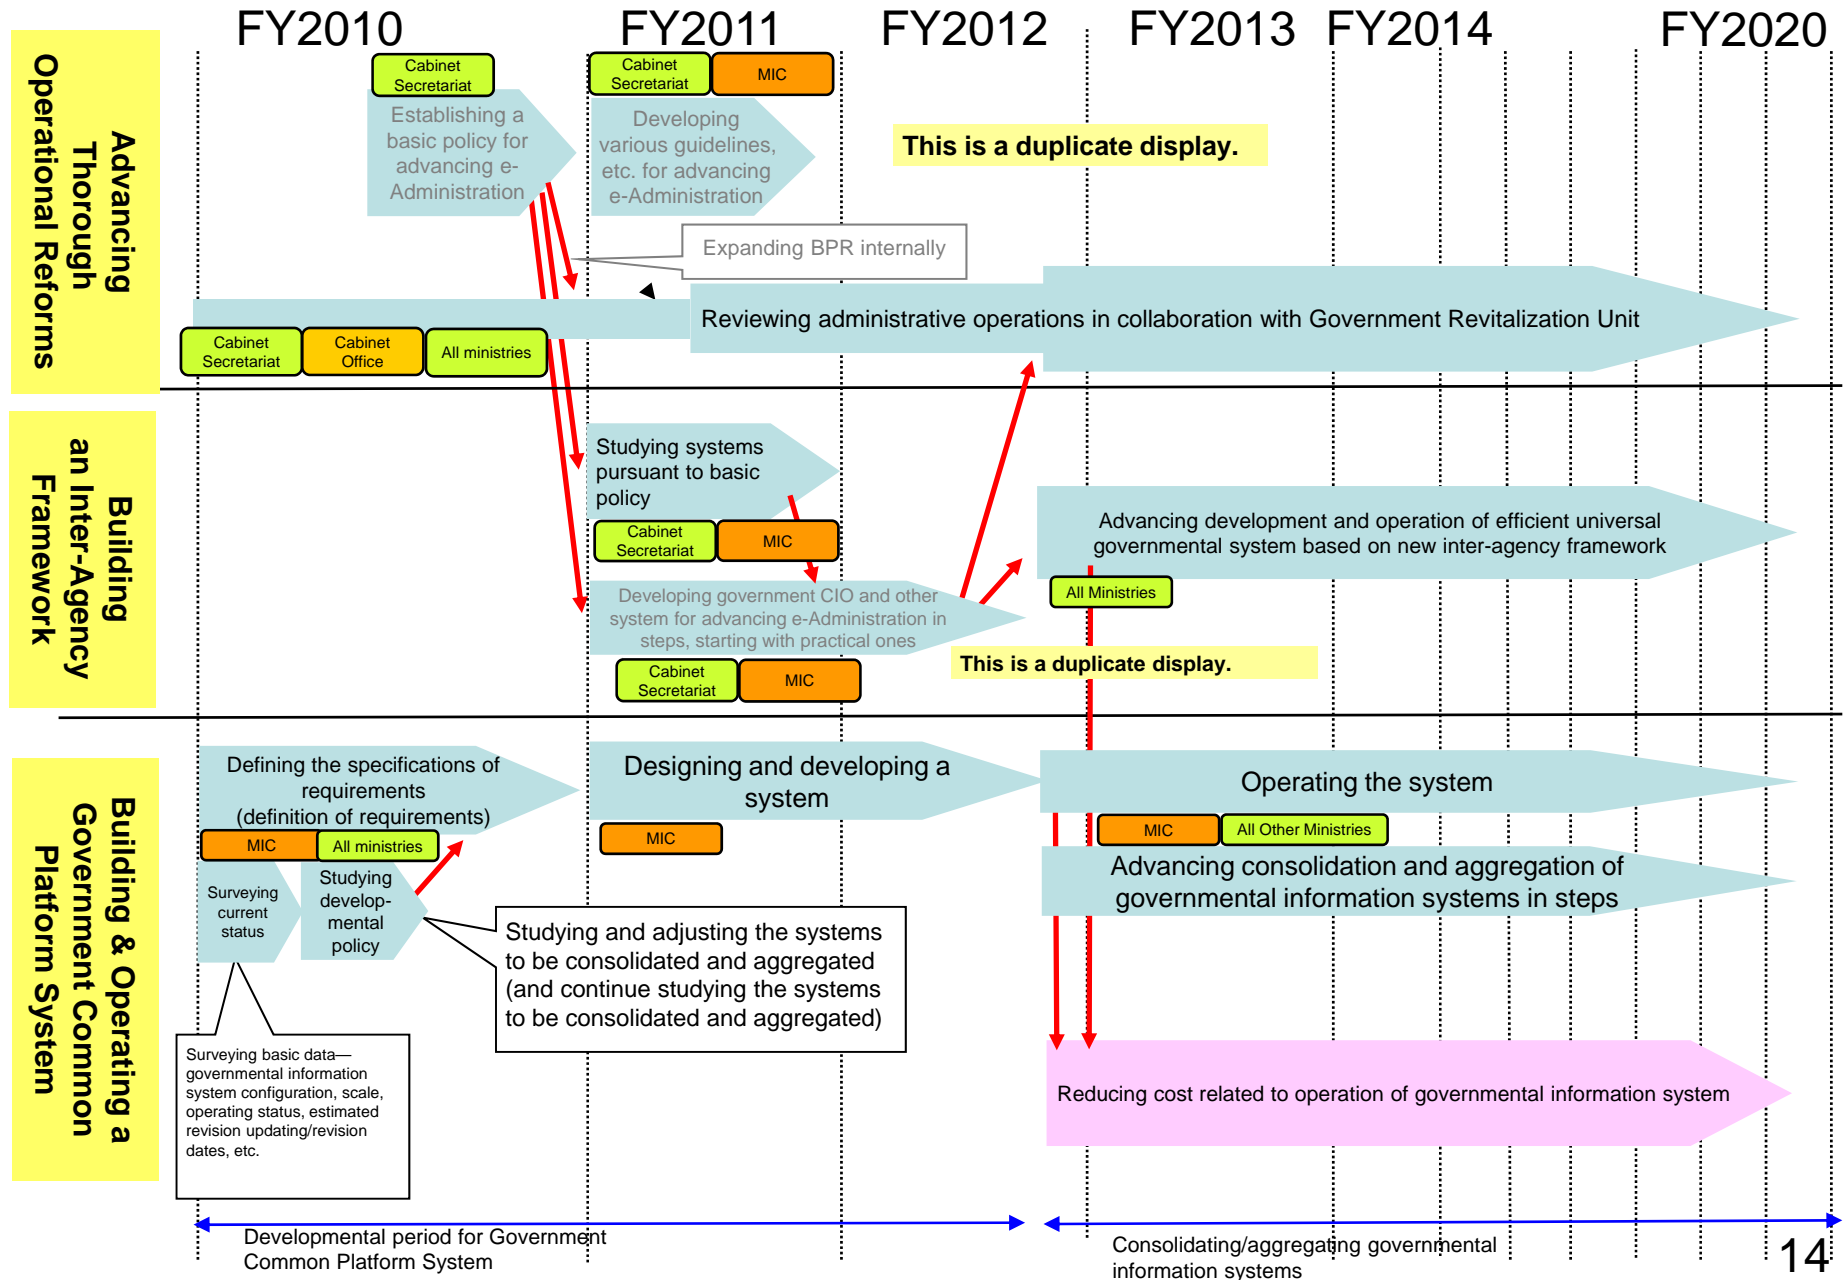 FY2010
FY2011
FY2012
FY2013
FY2014
FY2020
Advancing
Thorough
Operational Reforms
Cabinet
Secretariat
Establishing a
basic policy for
advancing e-
Administration
Cabinet
Secretariat
MIC
Developing
various guidelines,
etc. for advancing
e-Administration
This is a duplicate display.
Expanding BPR internally
Reviewing administrative operations in collaboration with Government Revitalization Unit
Cabinet
Secretariat
Cabinet
Office
All ministries
Building
an Inter-Agency
Framework
Studying systems
pursuant to basic
policy
Cabinet
Secretariat
MIC
Advancing development and operation of efficient universal
governmental system based on new inter-agency framework
All Ministries
Developing government CIO and other
system for advancing e-Administration in
steps, starting with practical ones
Cabinet
Secretariat
MIC
This is a duplicate display.
Building & Operating a
Government Common
Platform System
Defining the specifications of
requirements
(definition of requirements)
MIC
All ministries
Designing and developing a
system
MIC
Operating the system
MIC
All Other Ministries
Advancing consolidation and aggregation of
governmental information systems in steps
Surveying
current
status
Studying
develop-
mental
policy
Studying and adjusting the systems
to be consolidated and aggregated
(and continue studying the systems
to be consolidated and aggregated)
Surveying basic data—
governmental information
system configuration, scale,
operating status, estimated
revision updating/revision
dates, etc.
Reducing cost related to operation of governmental information system
Developmental period for Government
Common Platform System
Consolidating/aggregating governmental
information systems
14